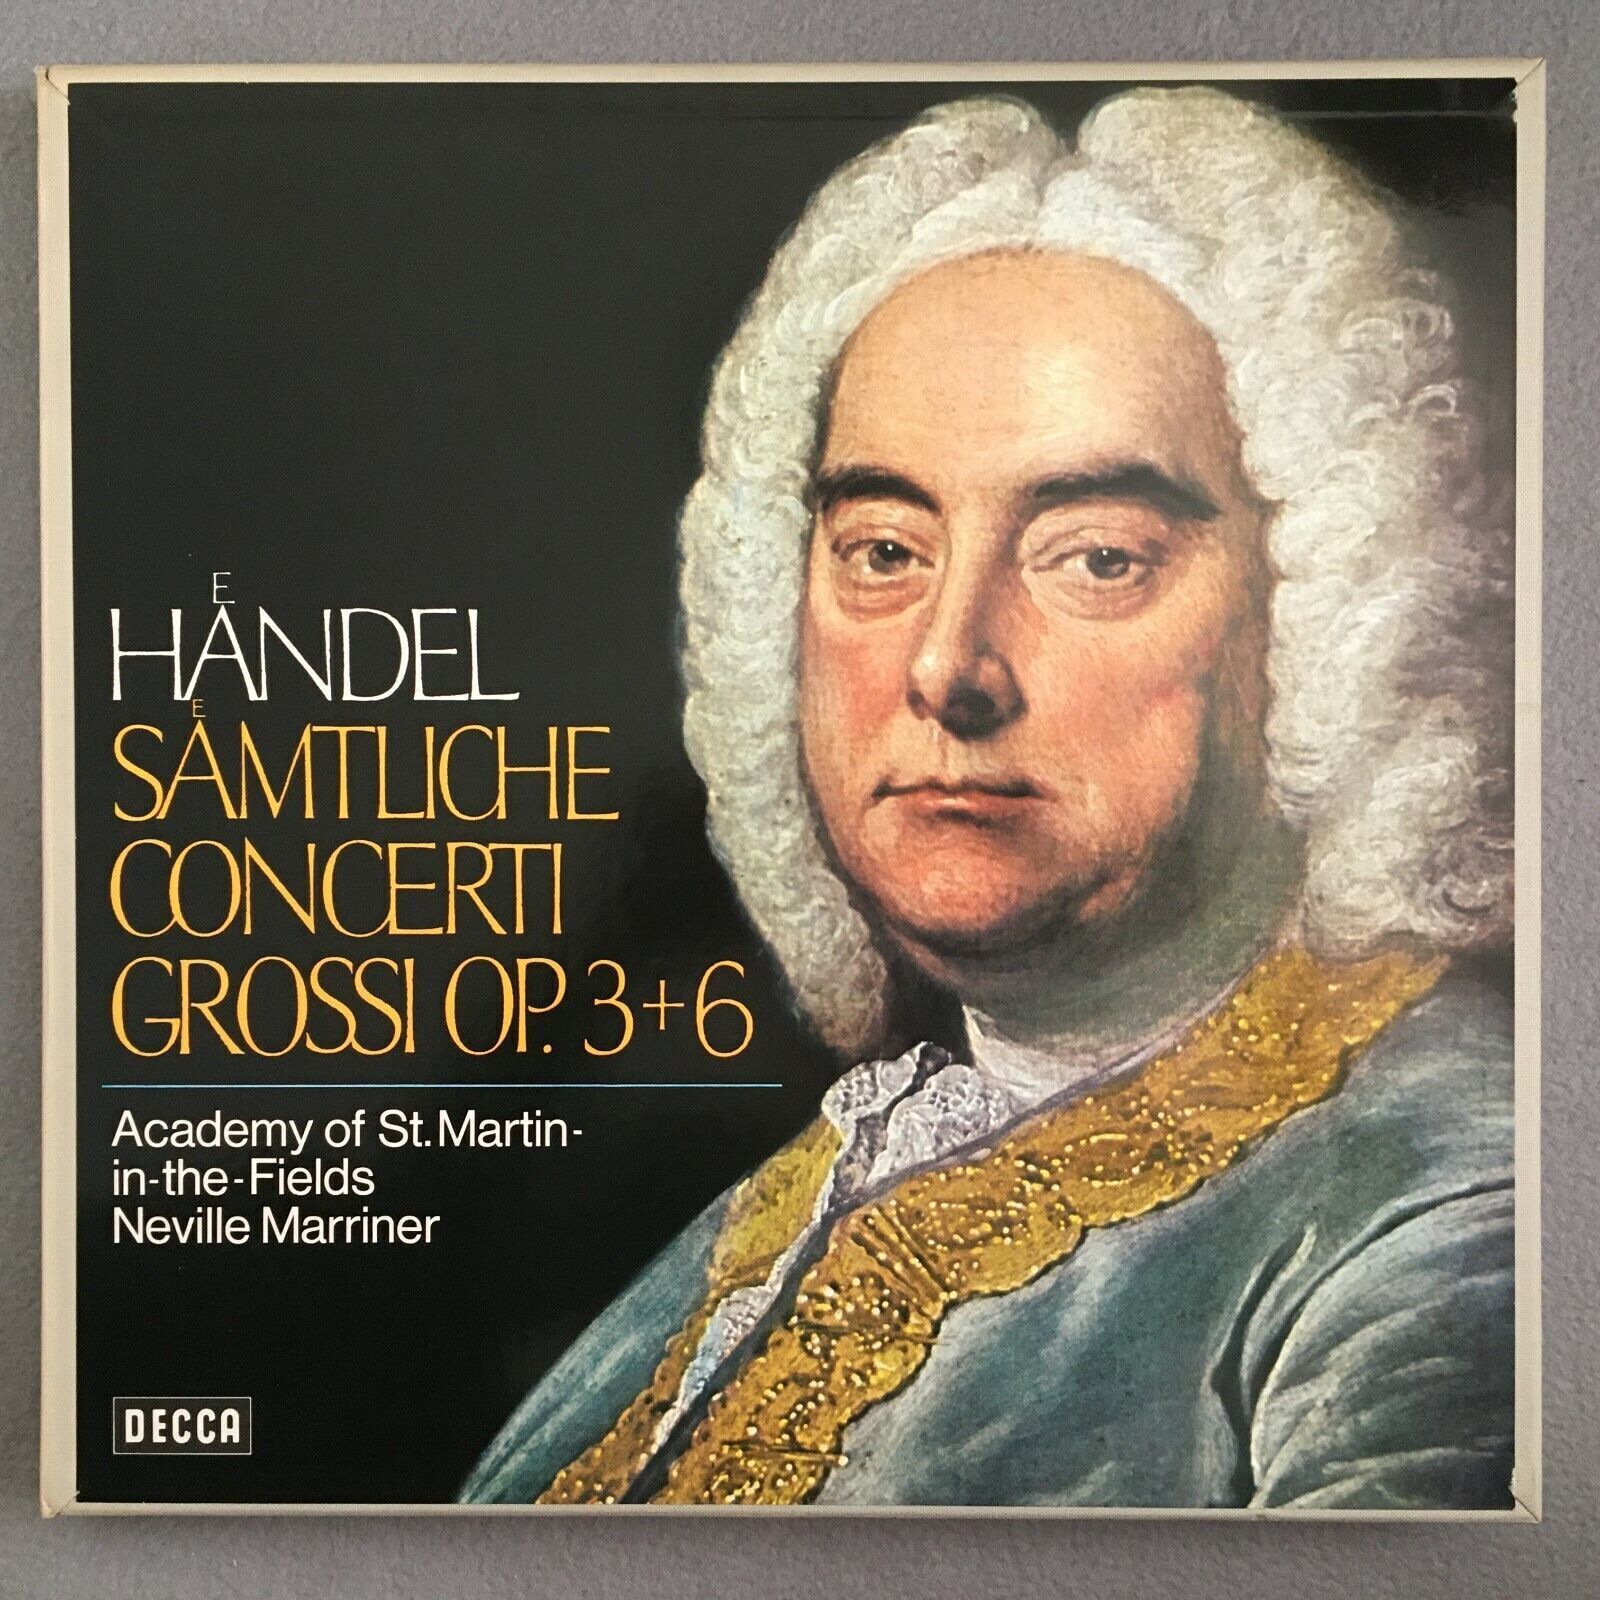 HÄNDEL
SÄMTLICHE
CONCERTI
GROSSI OP. 3+6
Academy of St. Martin-
in-the-Fields
Neville Marriner
DECCA